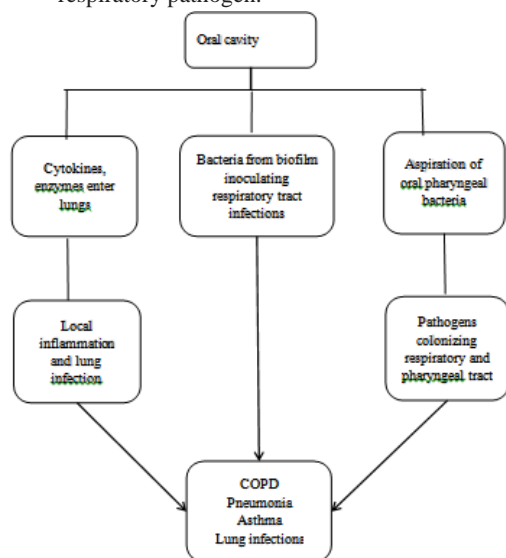 respiratory pathogen.
Oral cavity
Cytokines,
enzymes enter
lungs
Bacteria from biofilm
inoculating
respiratory tract
infections
Aspiration of
oral pharyngeal
bacteria
Local
inflammation
and lung
infection
Pathogens
colonizing
respiratory and
pharyngeal tract
COPD
Pneumonia
Asthma
Lung infections